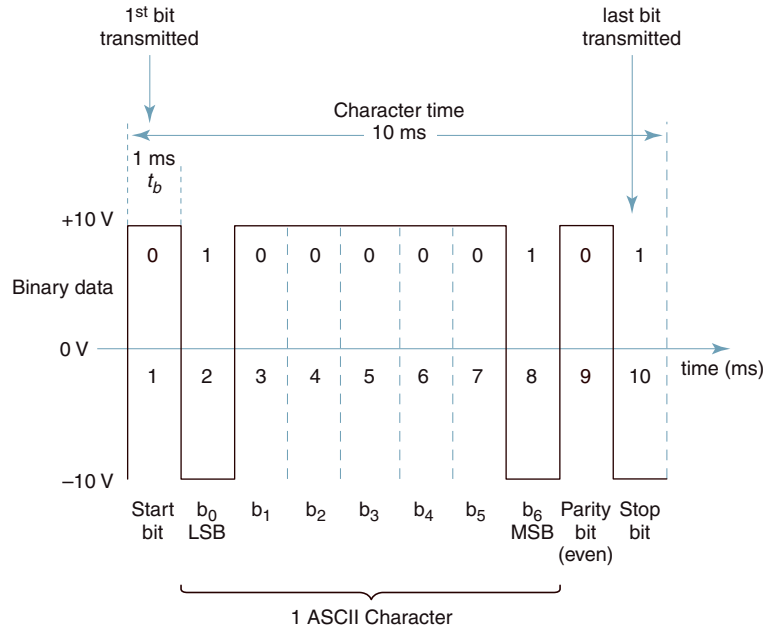 1st bit
transmitted
last bit
transmitted
Character time
10 ms
1 ms
tb
+10 V
0 1 0 0 0 0 0 1 0 1
Binary data
0 V
1 2 3 4 5 6 7 8 9 10
time (ms)
–10 V
Start b0 b1 b2 b3 b4 b5 b6 Parity Stop
bit LSB MSB bit bit
(even)
1 ASCII Character